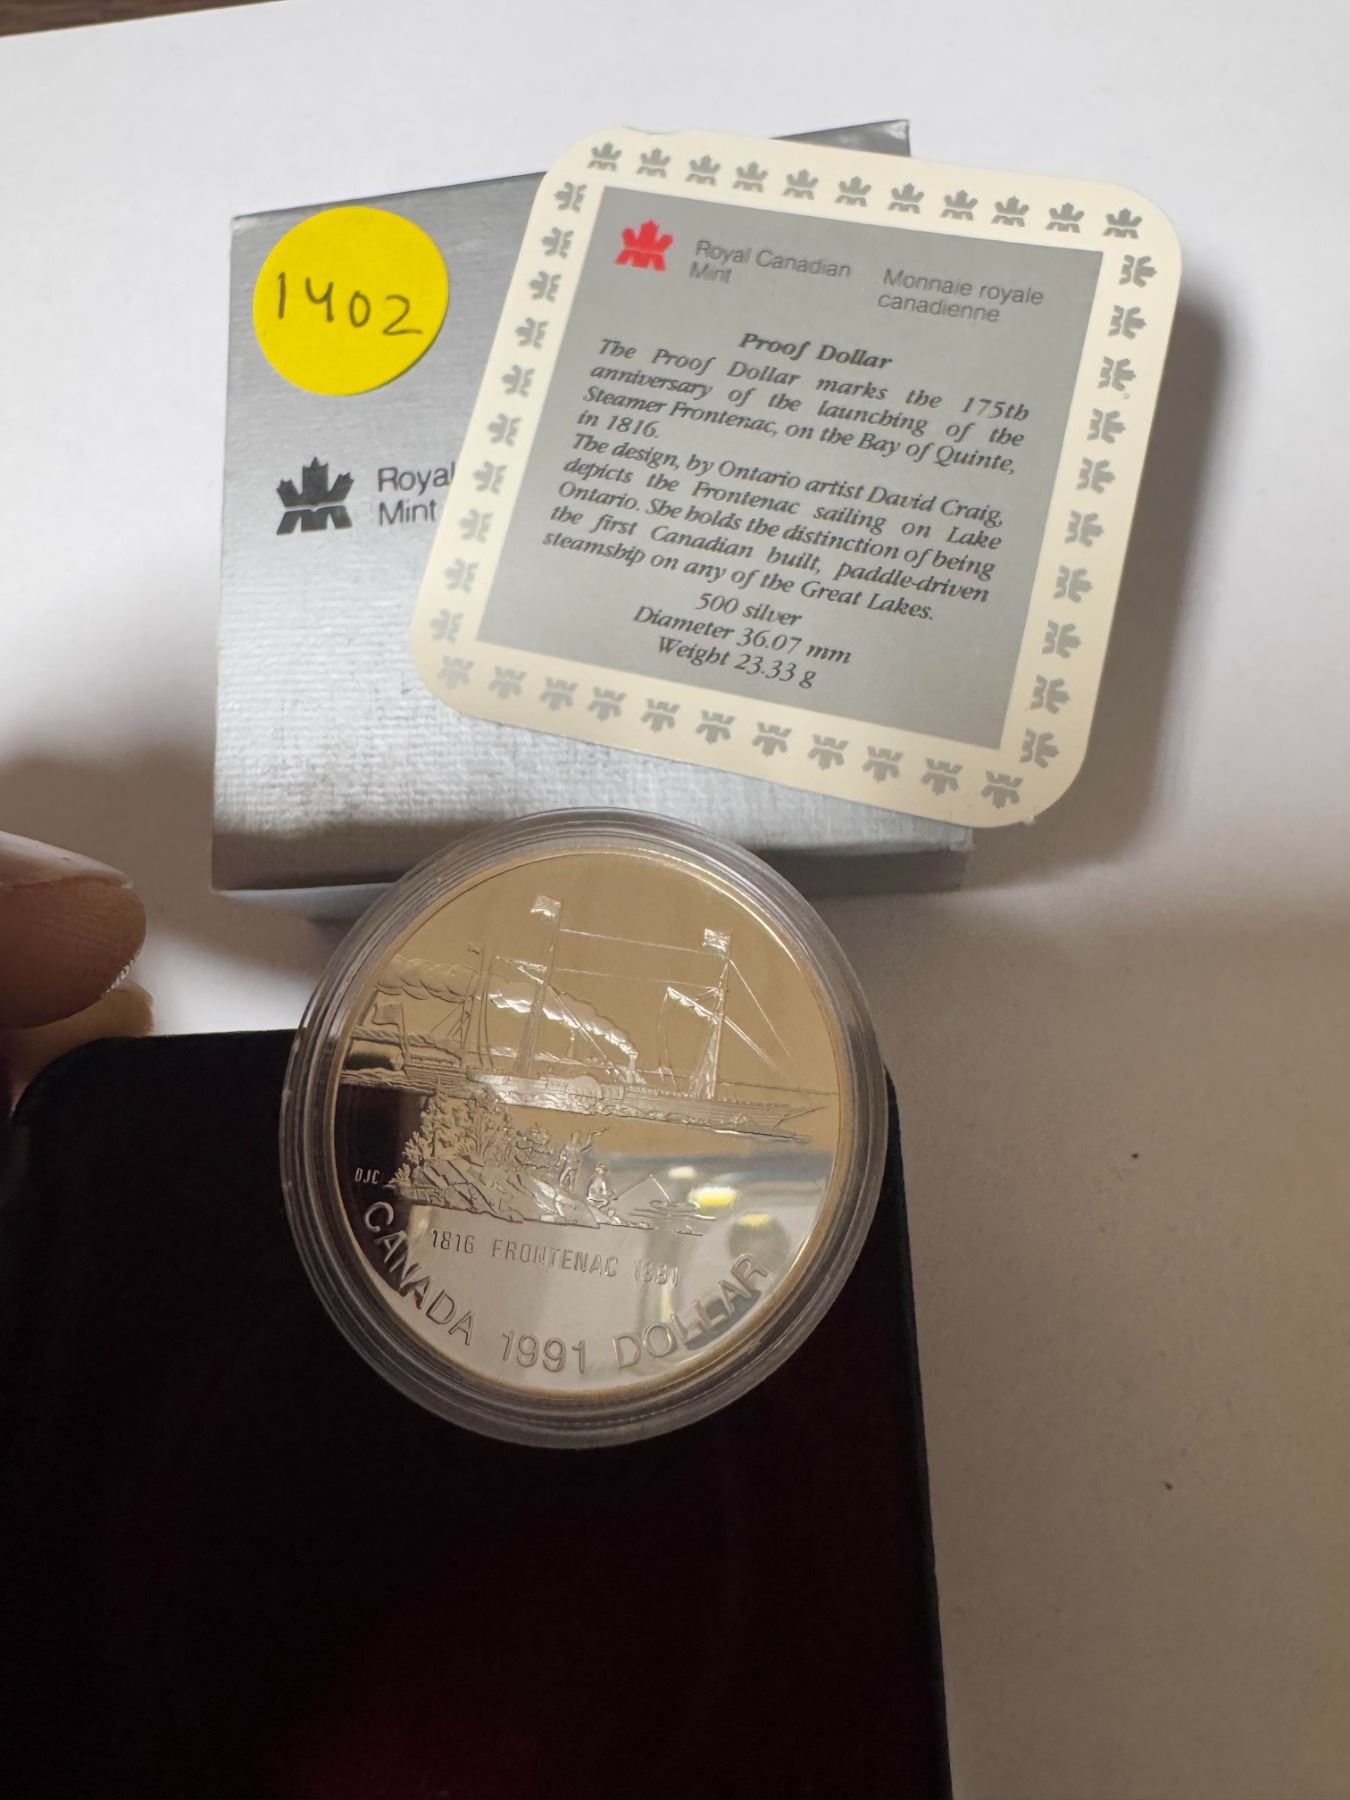 1402
Royal
Mint
Royal Canadian
Mint
Monnaie royale
canadienne
Proof Dollar
The Proof Dollar marks the 175th
anniversary of the launching of the
Steamer Frontenac, on the Bay of Quinte,
in 1816.
The design, by Ontario artist David Craig,
depicts the Frontenac sailing on Lake
Ontario. She holds the distinction of being
the first Canadian built, paddle-driven
steamship on any of the Great Lakes.
500 silver
Diameter 36.07 mm
Weight 23.33 g
DJC
1816 FRONTENAC 1991
CANADA 1991 DOLLAR